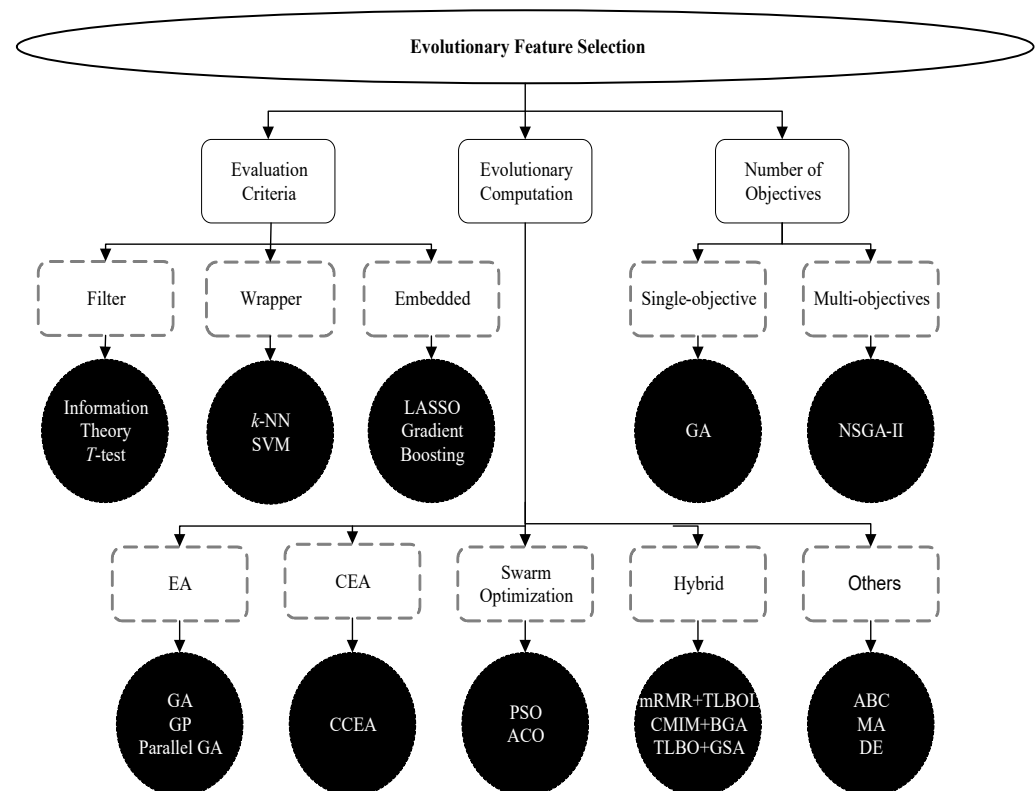 Evolutionary Feature Selection
Evaluation
Criteria
Evolutionary
Computation
Number of
Objectives
Filter
Wrapper
Embedded
Single-objective
Multi-objectives
Information
Theory
T-test
k-NN
SVM
LASSO
Gradient
Boosting
GA
NSGA-II
EA
CEA
Swarm
Optimization
Hybrid
Others
GA
GP
Parallel GA
CCEA
PSO
ACO
mRMR+TLBOL
CMIM+BGA
TLBO+GSA
ABC
MA
DE